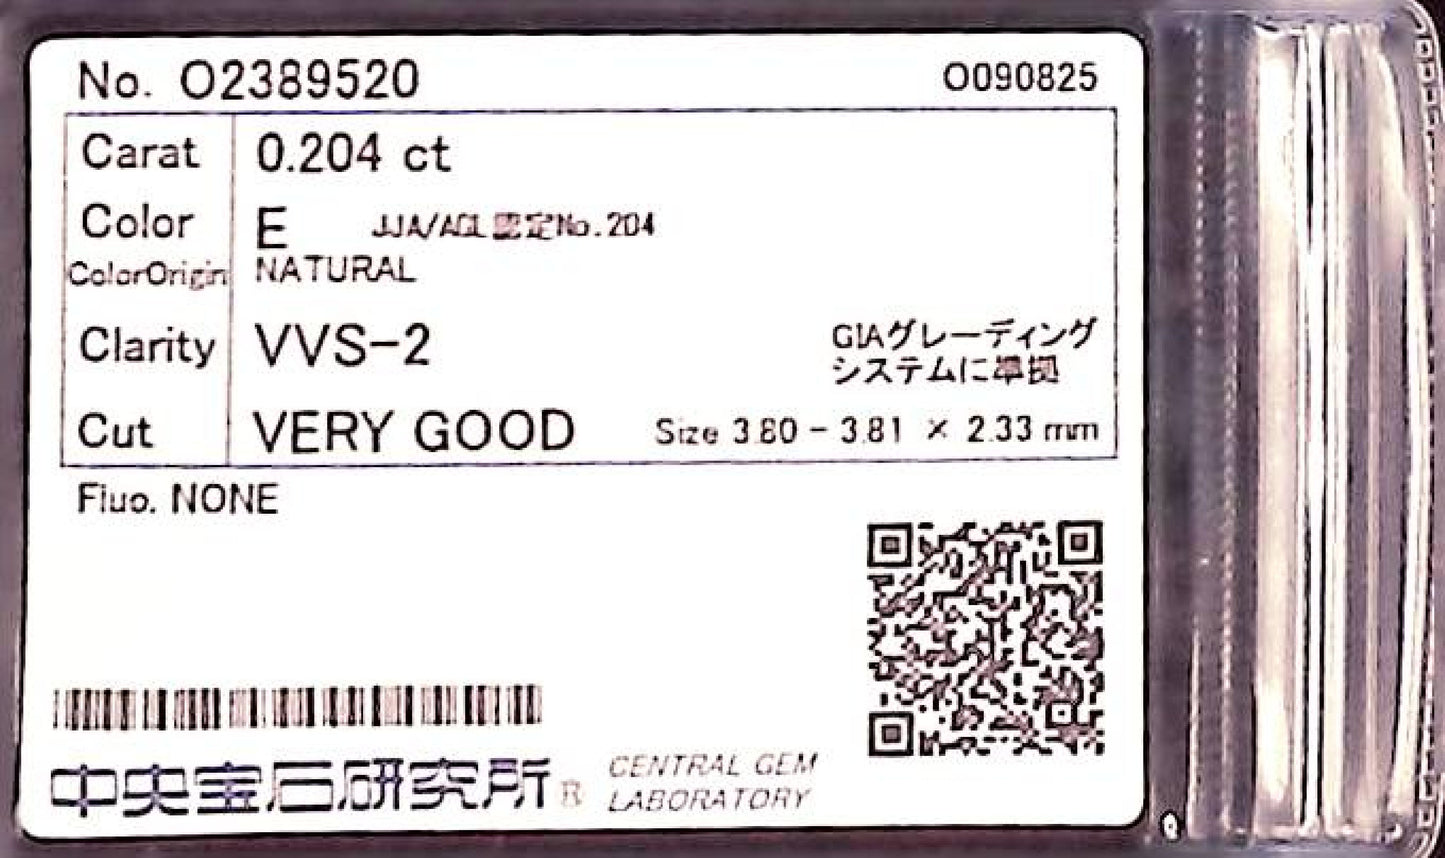 No. O2389520 O090825
Carat 0.204 ct
Color E JJA/AGL認定No.204
ColorOrigin NATURAL
Clarity VVS-2 GIAグレーディング
システムに準拠
Cut VERY GOOD Size 3.80 - 3.81 × 2.33 mm
Fluo. NONE
中央宝石研究所® CENTRAL GEM
LABORATORY